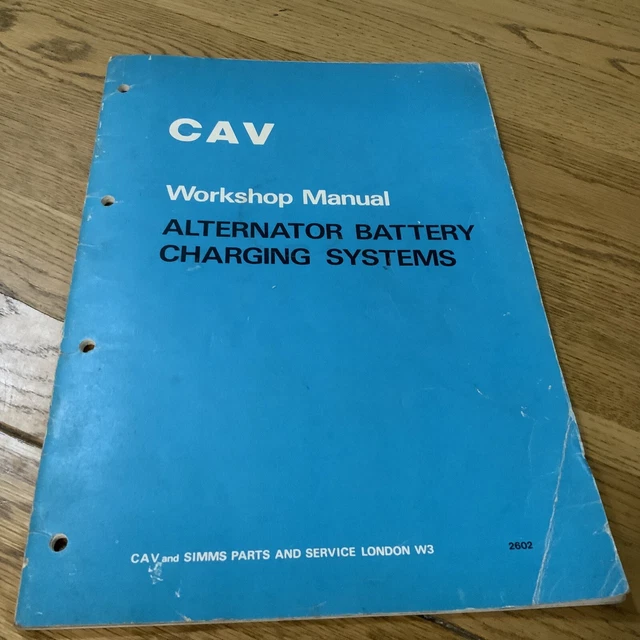 CAV
Workshop Manual
ALTERNATOR BATTERY
CHARGING SYSTEMS
CAV and SIMMS PARTS AND SERVICE LONDON W3
2602